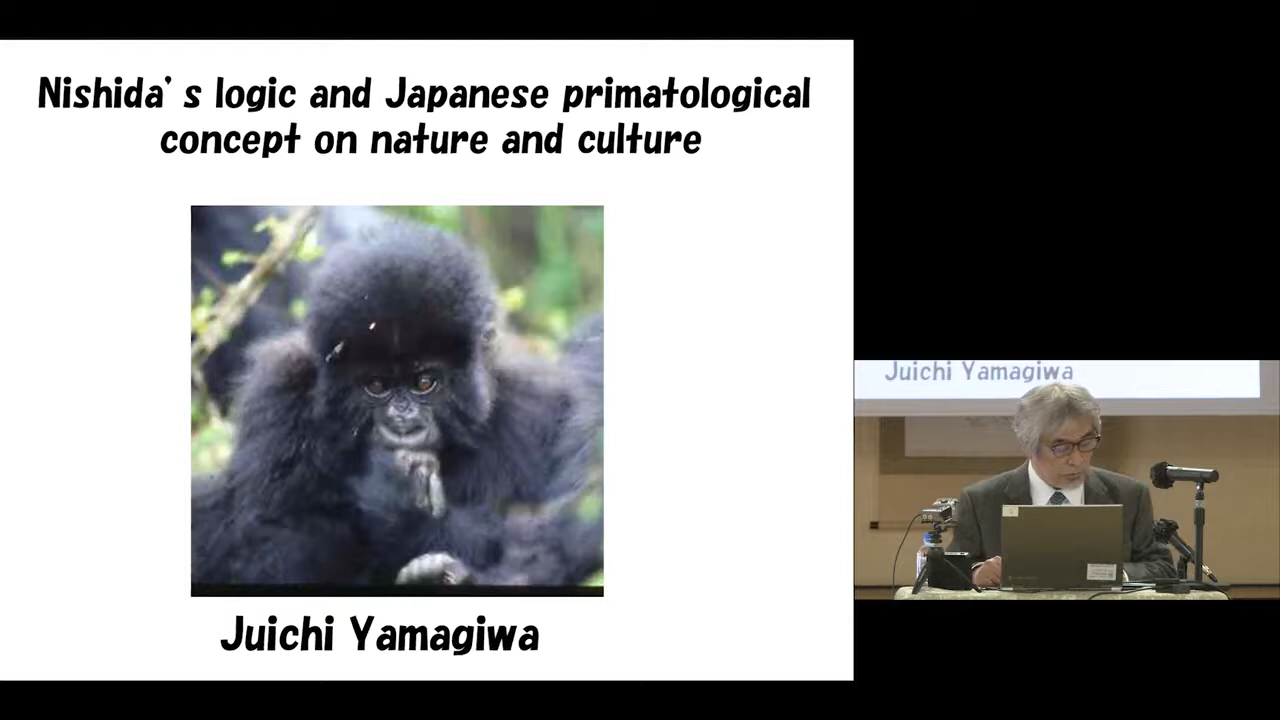 Nishida's logic and Japanese primatological
concept on nature and culture
Juichi Yamagiwa
Juichi Yamagiwa